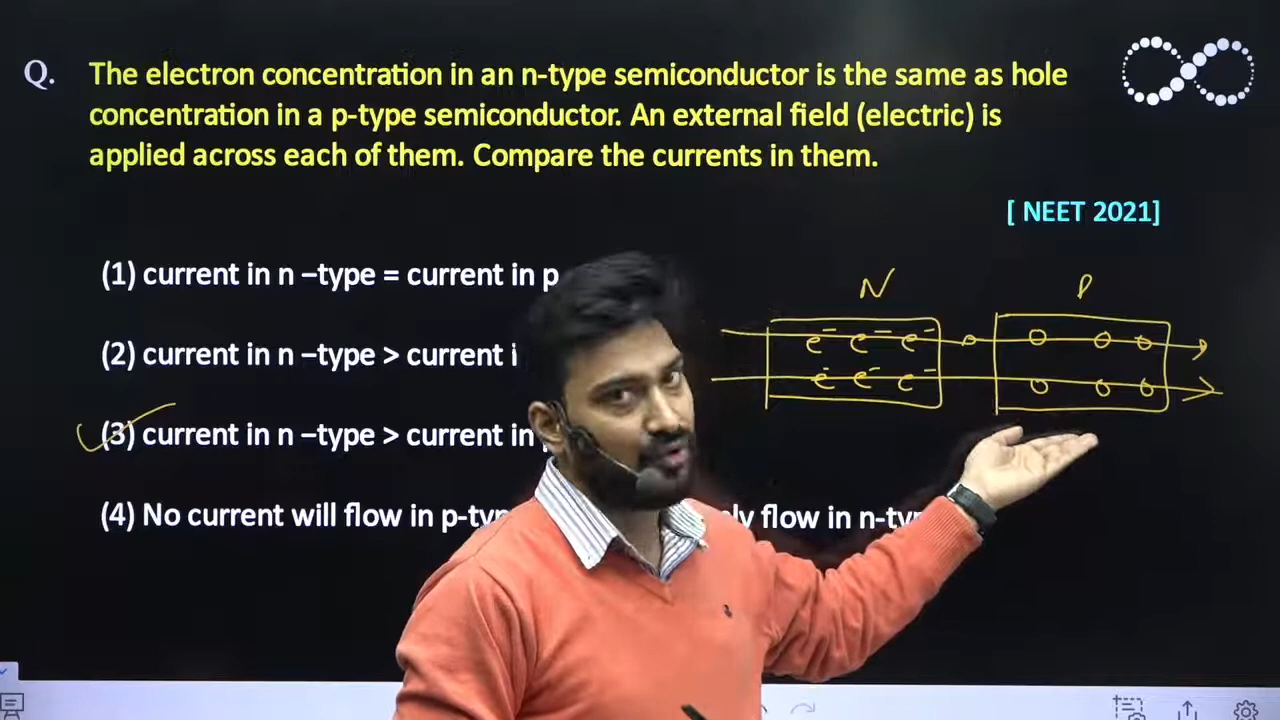 Q. The electron concentration in an n-type semiconductor is the same as hole
concentration in a p-type semiconductor. An external field (electric) is
applied across each of them. Compare the currents in them.
[ NEET 2021]
(1) current in n –type = current in p
(2) current in n –type > current i
(3) current in n –type > current in
(4) No current will flow in p-typ ly flow in n-typ
N P
e⁻ e⁻ e⁻ o o o o
e⁻ e⁻ e⁻ o o o